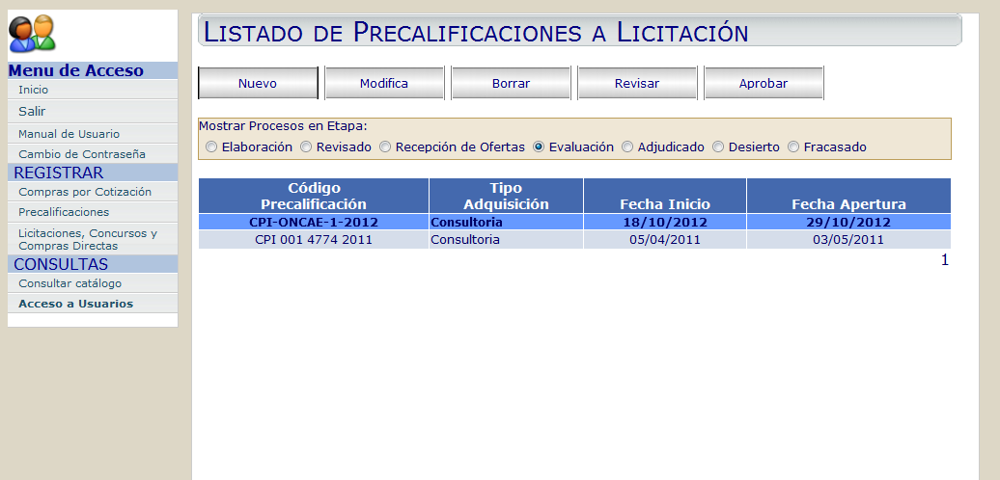 Menu de Acceso
Inicio
Salir
Manual de Usuario
Cambio de Contraseña
REGISTRAR
Compras por Cotización
Precalificaciones
Licitaciones, Concursos y
Compras Directas
CONSULTAS
Consultar catálogo
Acceso a Usuarios
Listado de Precalificaciones a Licitación
Nuevo Modifica Borrar Revisar Aprobar
Mostrar Procesos en Etapa:
Elaboración Revisado Recepción de Ofertas Evaluación Adjudicado Desierto Fracasado
Código Precalificación Tipo Adquisición Fecha Inicio Fecha Apertura
CPI-ONCAE-1-2012 Consultoria 18/10/2012 29/10/2012
CPI 001 4774 2011 Consultoria 05/04/2011 03/05/2011
1